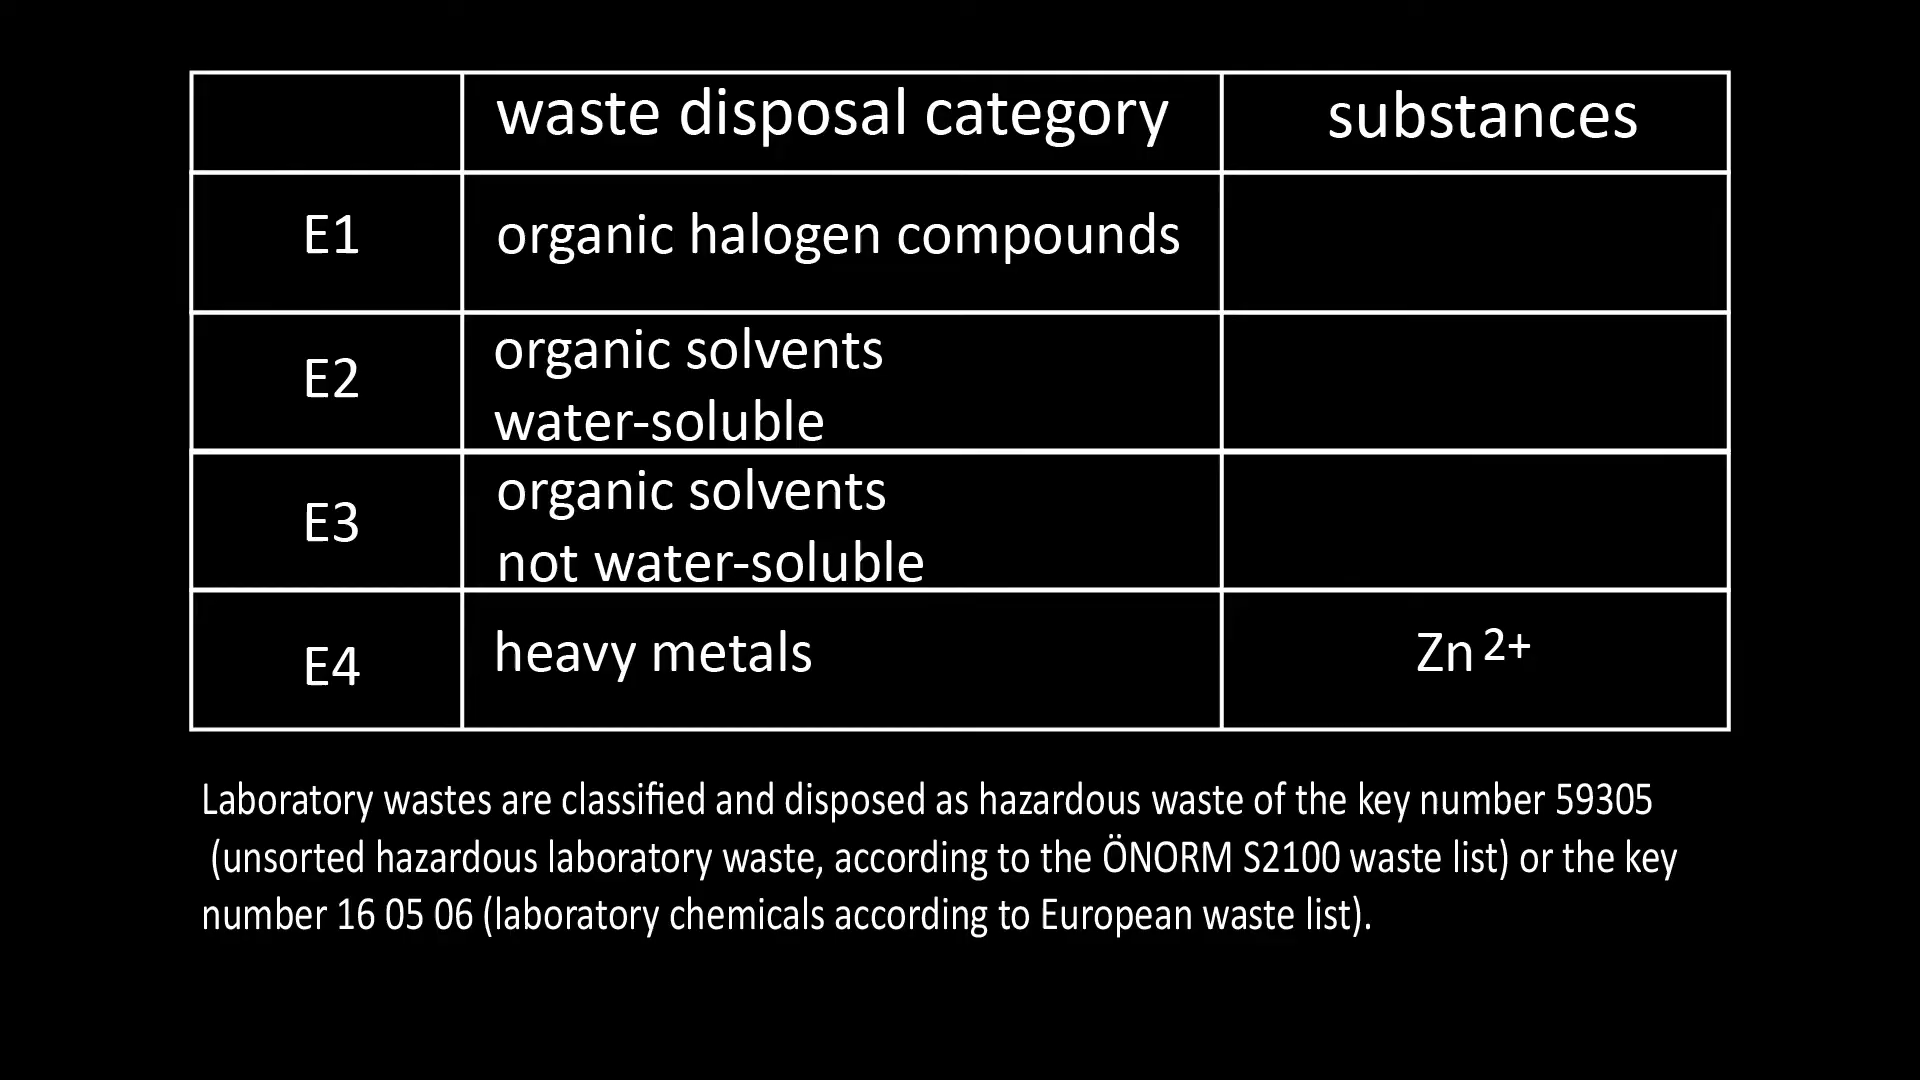 waste disposal category substances
E1 organic halogen compounds
E2 organic solvents
water-soluble
E3 organic solvents
not water-soluble
E4 heavy metals Zn 2+
Laboratory wastes are classified and disposed as hazardous waste of the key number 59305
(unsorted hazardous laboratory waste, according to the ÖNORM S2100 waste list) or the key
number 16 05 06 (laboratory chemicals according to European waste list).